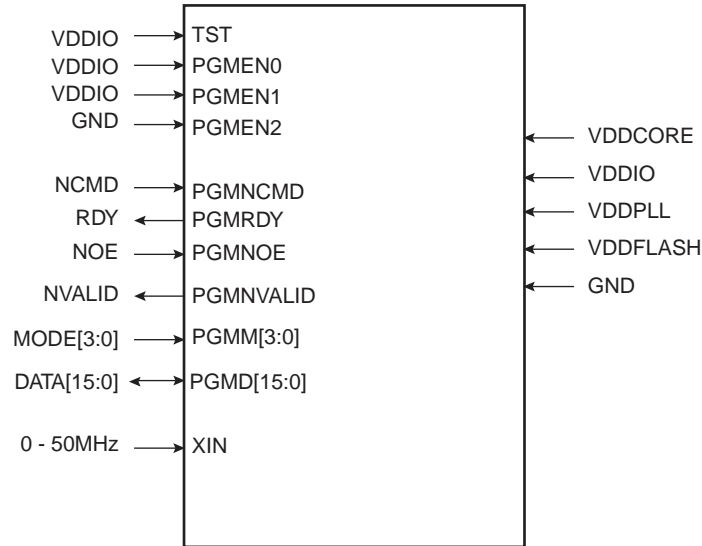 VDDIO TST
VDDIO PGMEN0
VDDIO PGMEN1
GND PGMEN2
NCMD PGMNCMD
RDY PGMRDY
NOE PGMNOE
NVALID PGMNVALID
MODE[3:0] PGMM[3:0]
DATA[15:0] PGMD[15:0]
0 - 50MHz XIN
VDDCORE
VDDIO
VDDPLL
VDDFLASH
GND